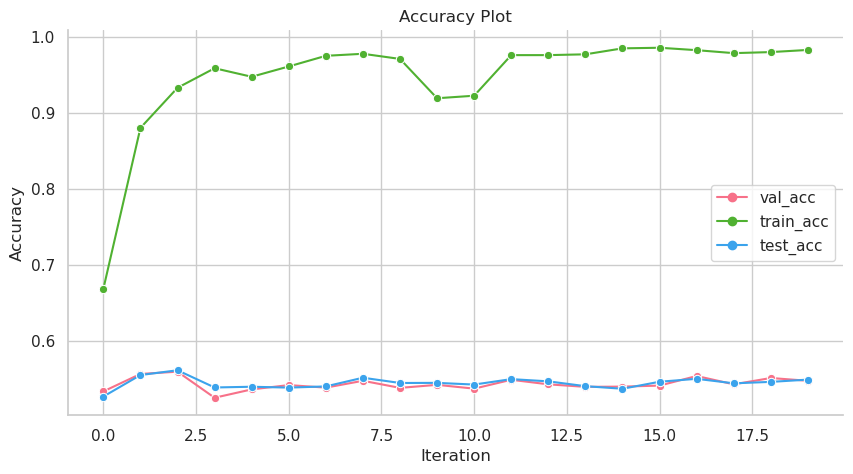 Accuracy Plot
1.0
0.9
0.8
0.7
0.6
Accuracy
val_acc
train_acc
test_acc
0.0 2.5 5.0 7.5 10.0 12.5 15.0 17.5
Iteration